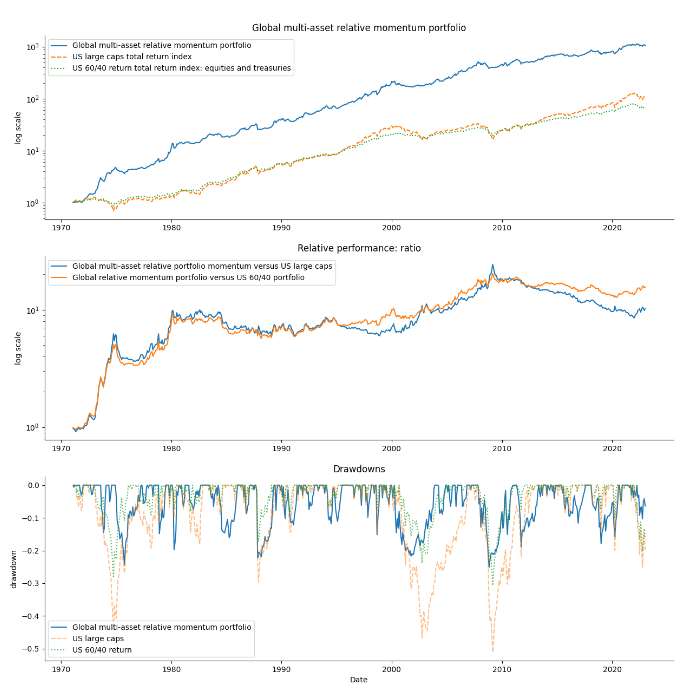 Global multi-asset relative momentum portfolio
10³
10²
10¹
10⁰
log scale
Global multi-asset relative momentum portfolio
US large caps total return index
US 60/40 return total return index: equities and treasuries
1970 1980 1990 2000 2010 2020
Relative performance: ratio
10¹
10⁰
log scale
Global multi-asset relative portfolio momentum versus US large caps
Global relative momentum portfolio versus US 60/40 portfolio
1970 1980 1990 2000 2010 2020
Drawdowns
0.0
−0.1
−0.2
−0.3
−0.4
−0.5
drawdown
Global multi-asset relative momentum portfolio
US large caps
US 60/40 return
1970 1980 1990 2000 2010 2020
Date